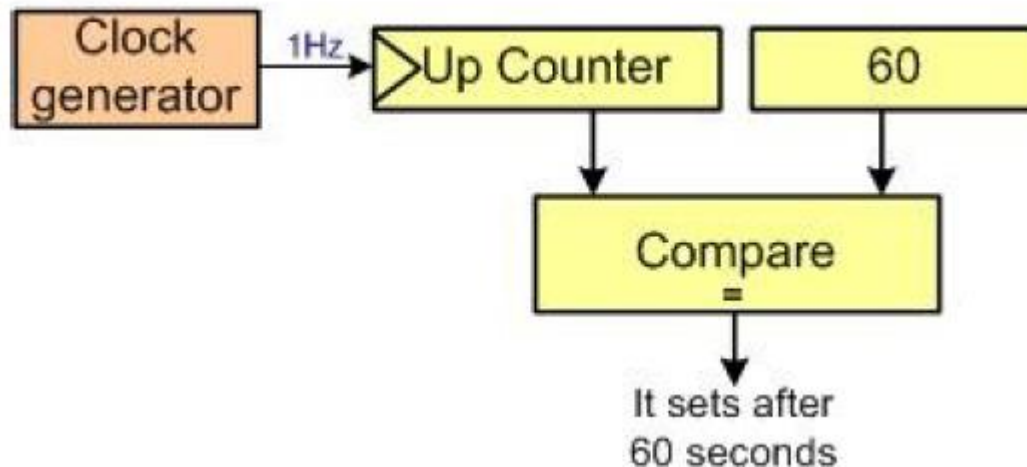 Clock
generator
1Hz
Up Counter
60
Compare
=
It sets after
60 seconds